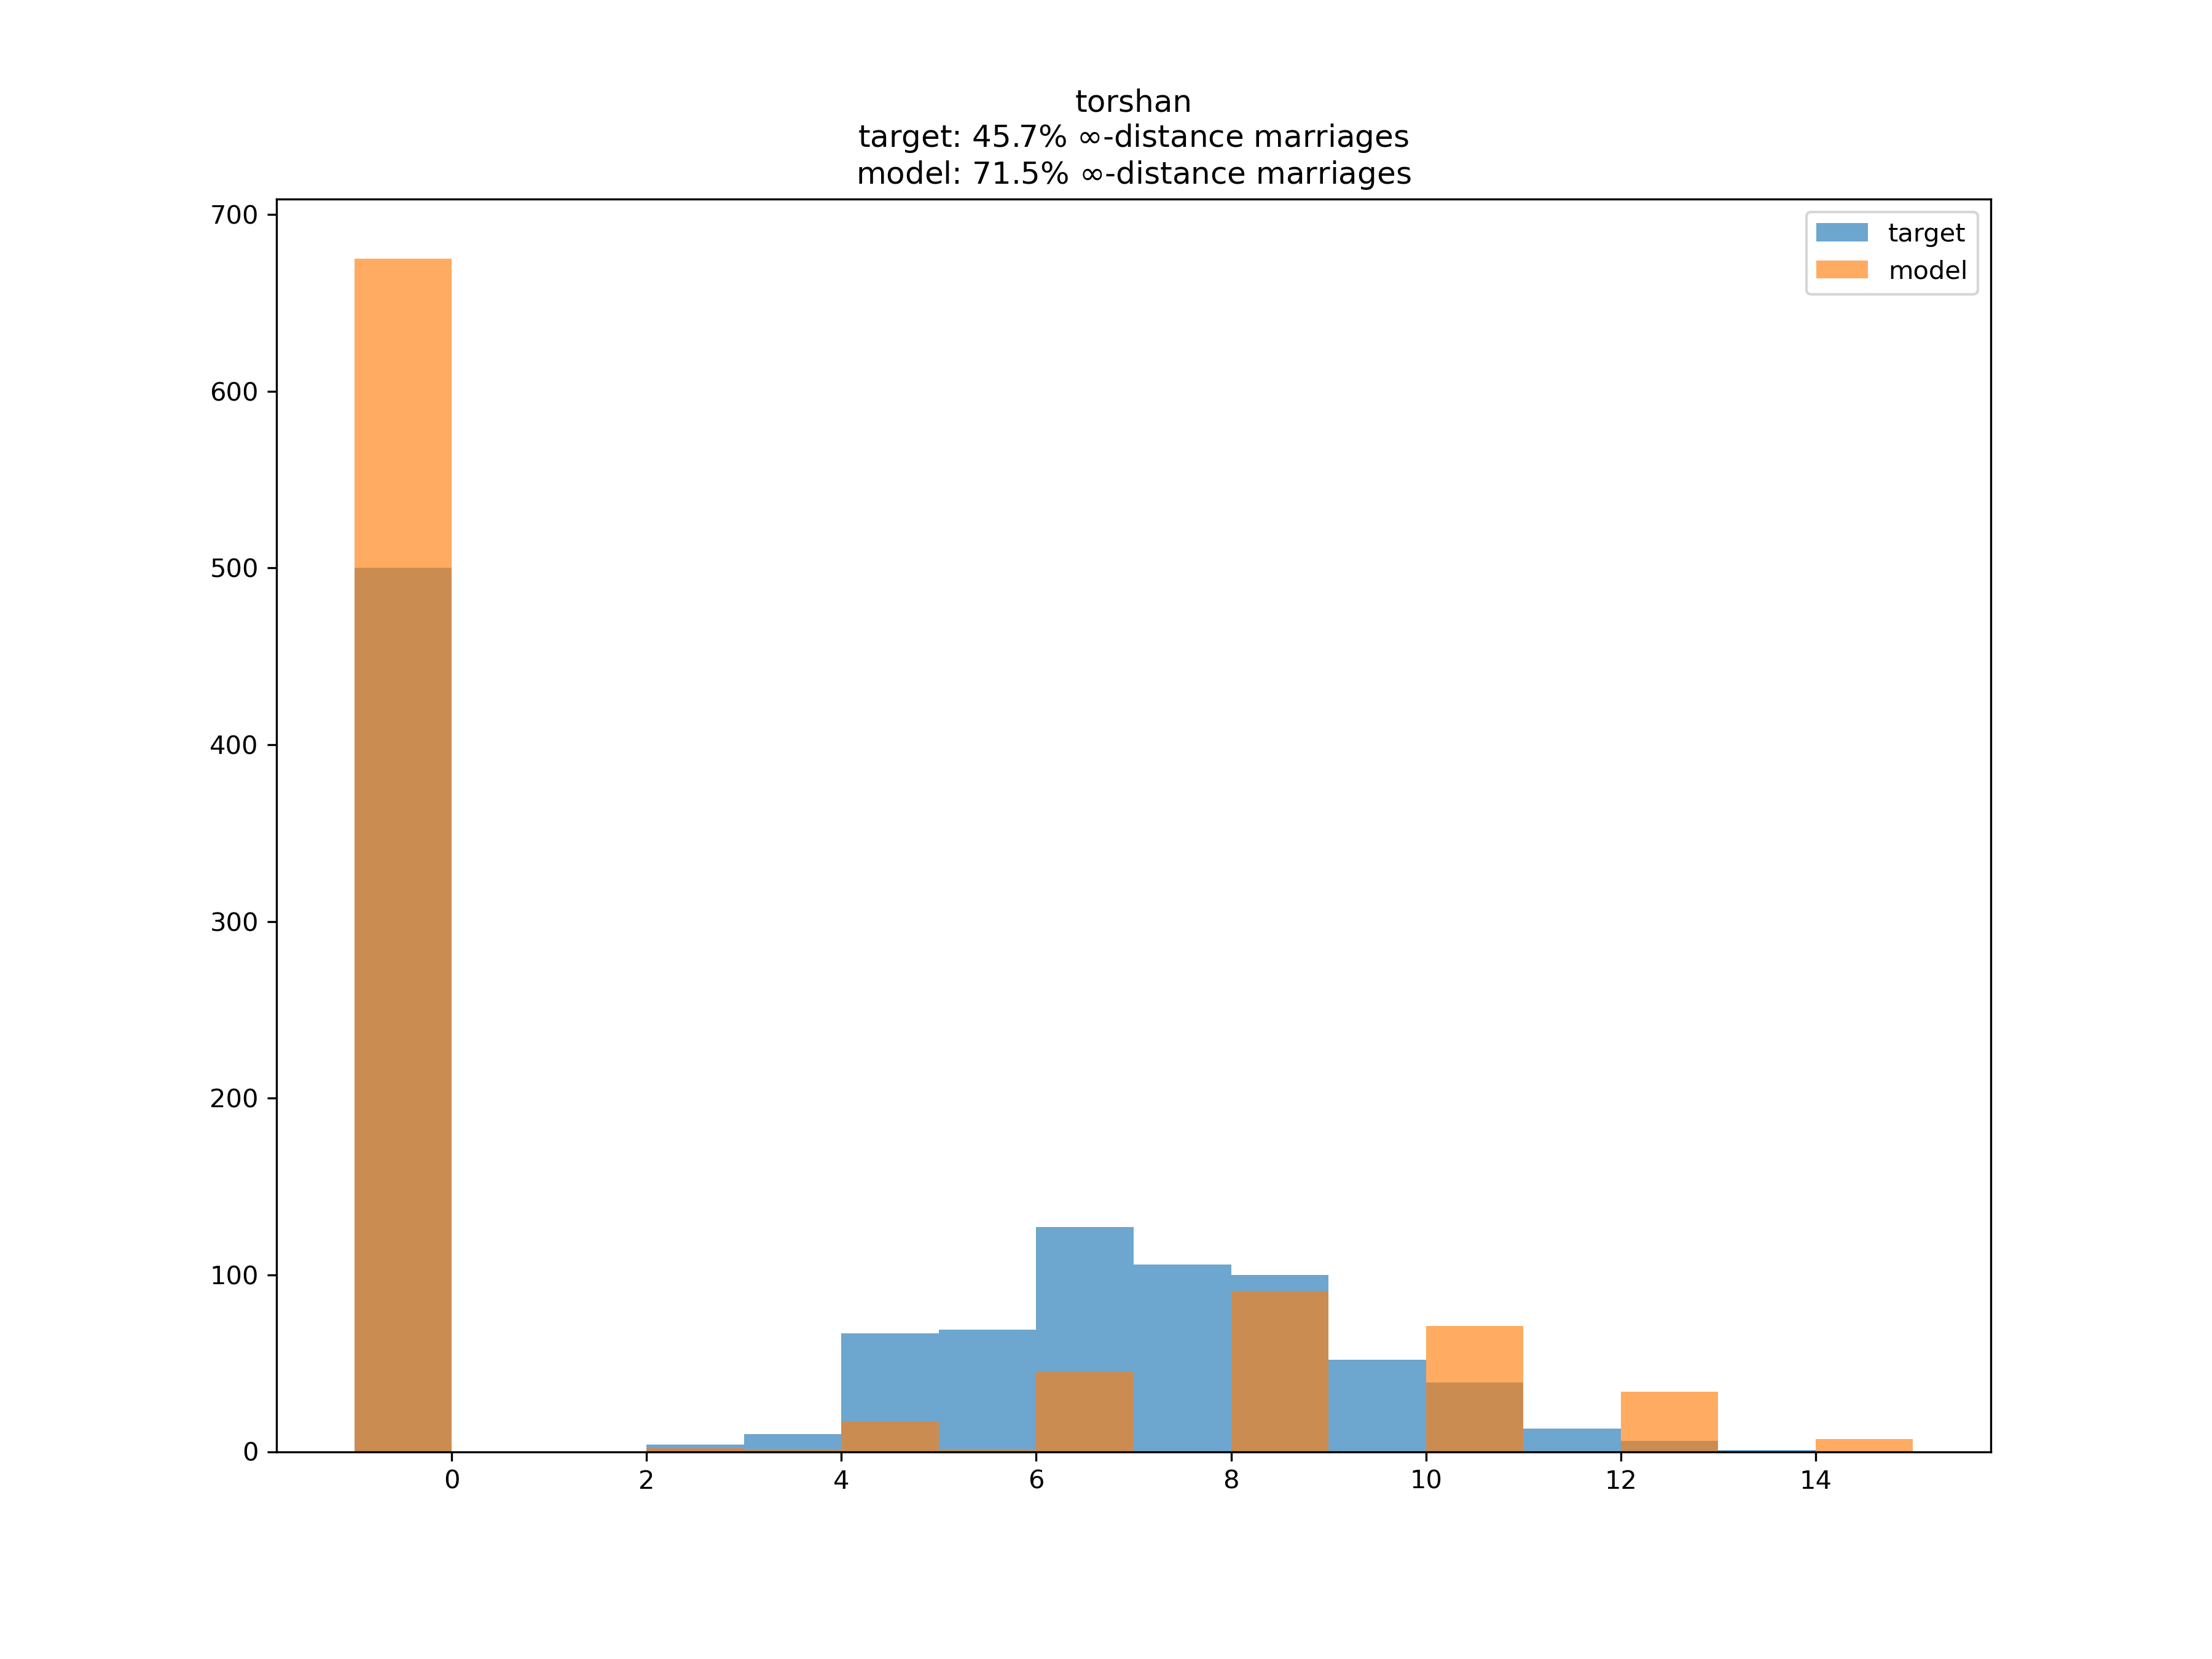 torshan
target: 45.7% ∞-distance marriages
model: 71.5% ∞-distance marriages
target
model
700
600
500
400
300
200
100
0
0 2 4 6 8 10 12 14